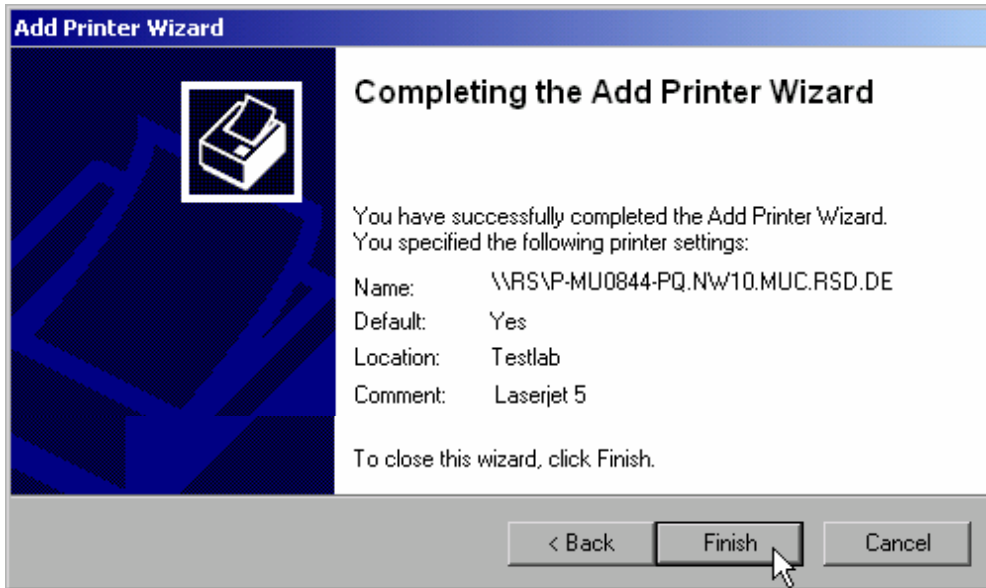 Add Printer Wizard
Completing the Add Printer Wizard
You have successfully completed the Add Printer Wizard.
You specified the following printer settings:
Name: \\RS\P-MU0844-PQ.NW10.MUC.RSD.DE
Default: Yes
Location: Testlab
Comment: Laserjet 5
To close this wizard, click Finish.
< Back Finish Cancel